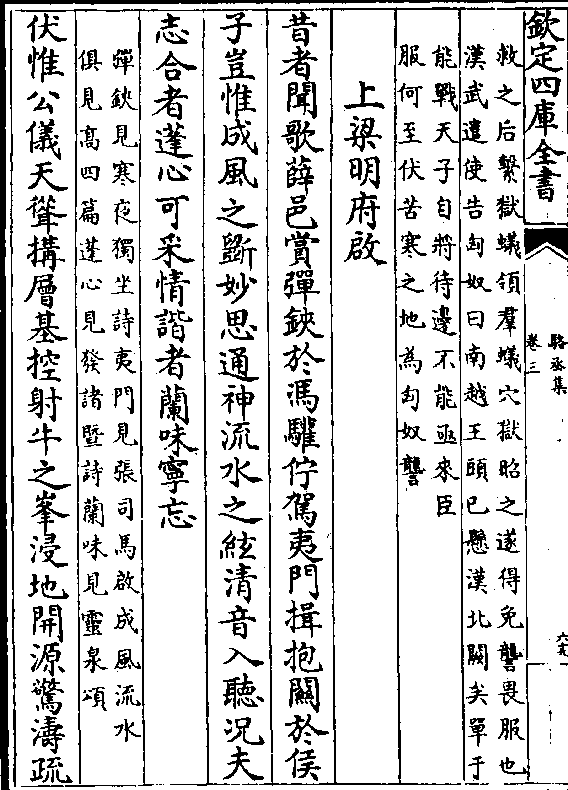 欽定四庫全書
駱丞集
卷三
救之后繫獄蟻領羣蟻穴獄昭之遂得免讋畏服也
漢武遣使告匈奴曰南越王頭已懸漢北闕矣單于
能戰天子自將待邊不能亟來臣
服何至伏苦寒之地為匈奴讋
上梁明府啟
昔者聞歌薛邑賞彈鋏於馮驩佇駕夷門揖抱闗於侯
子豈惟成風之斵妙思通神流水之絃清音入聽況夫
志合者蓬心可采情諧者蘭味寧忘
彈鋏見寒夜獨坐詩夷門見張司馬啟成風流水
俱見髙四篇蓬心見發諸暨詩蘭味見靈泉頌
伏惟公儀天聳搆層基控射牛之峯浸地開源驚濤疏